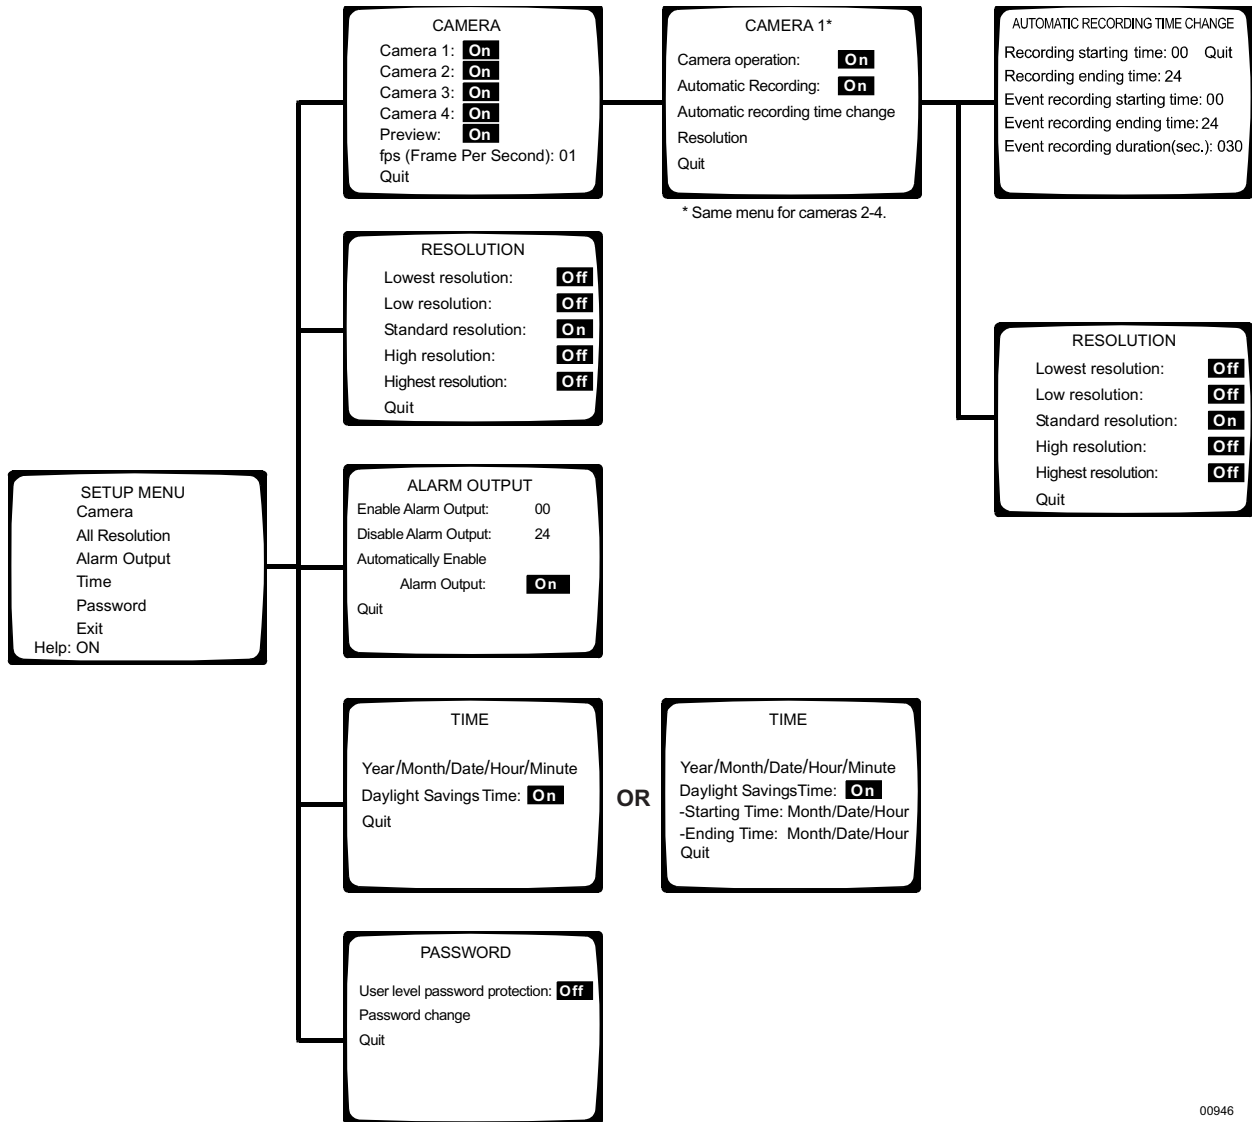 CAMERA
Camera 1: On
Camera 2: On
Camera 3: On
Camera 4: On
Preview: On
fps (Frame Per Second): 01
Quit
CAMERA 1*
Camera operation: On
Automatic Recording: On
Automatic recording time change
Resolution
Quit
* Same menu for cameras 2-4.
AUTOMATIC RECORDING TIME CHANGE
Recording starting time: 00 Quit
Recording ending time: 24
Event recording starting time: 00
Event recording ending time: 24
Event recording duration(sec.): 030
RESOLUTION
Lowest resolution: Off
Low resolution: Off
Standard resolution: On
High resolution: Off
Highest resolution: Off
Quit
RESOLUTION
Lowest resolution: Off
Low resolution: Off
Standard resolution: On
High resolution: Off
Highest resolution: Off
Quit
SETUP MENU
Camera
All Resolution
Alarm Output
Time
Password
Exit
Help: ON
ALARM OUTPUT
Enable Alarm Output: 00
Disable Alarm Output: 24
Automatically Enable
Alarm Output: On
Quit
TIME
Year/Month/Date/Hour/Minute
Daylight Savings Time: On
Quit
OR
TIME
Year/Month/Date/Hour/Minute
Daylight SavingsTime: On
-Starting Time: Month/Date/Hour
-Ending Time: Month/Date/Hour
Quit
PASSWORD
User level password protection: Off
Password change
Quit
00946